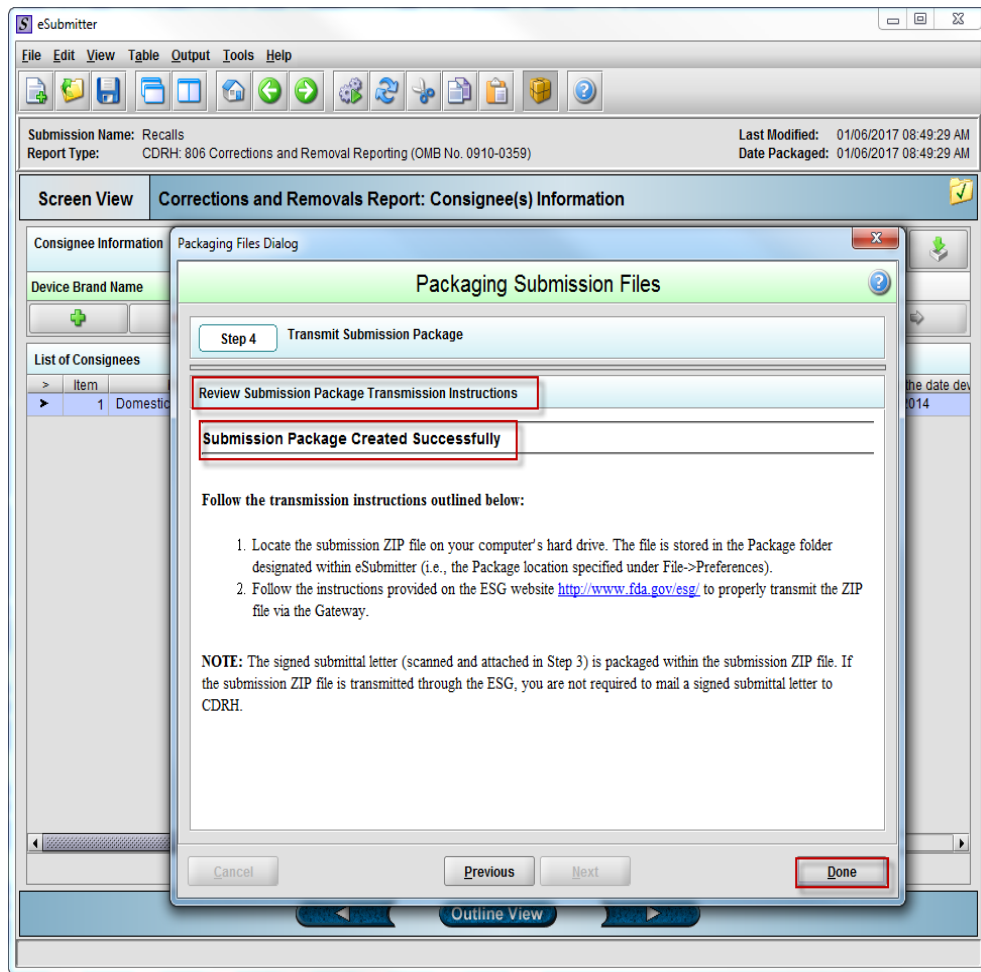 S eSubmitter
File Edit View Table Output Tools Help
Submission Name: Recalls
Last Modified: 01/06/2017 08:49:29 AM
Report Type: CDRH: 806 Corrections and Removal Reporting (OMB No. 0910-0359)
Date Packaged: 01/06/2017 08:49:29 AM
Screen View
Corrections and Removals Report: Consignee(s) Information
Consignee Information
Packaging Files Dialog
Packaging Submission Files
Device Brand Name
Step 4
Transmit Submission Package
List of Consignees
> Item
the date dev
Review Submission Package Transmission Instructions
> 1 Domestic
2014
Submission Package Created Successfully
Follow the transmission instructions outlined below:
1. Locate the submission ZIP file on your computer's hard drive. The file is stored in the Package folder
designated within eSubmitter (i.e., the Package location specified under File->Preferences).
2. Follow the instructions provided on the ESG website http://www.fda.gov/esg/ to properly transmit the ZIP
file via the Gateway.
NOTE: The signed submittal letter (scanned and attached in Step 3) is packaged within the submission ZIP file. If
the submission ZIP file is transmitted through the ESG, you are not required to mail a signed submittal letter to
CDRH.
Cancel
Previous
Next
Done
Outline View